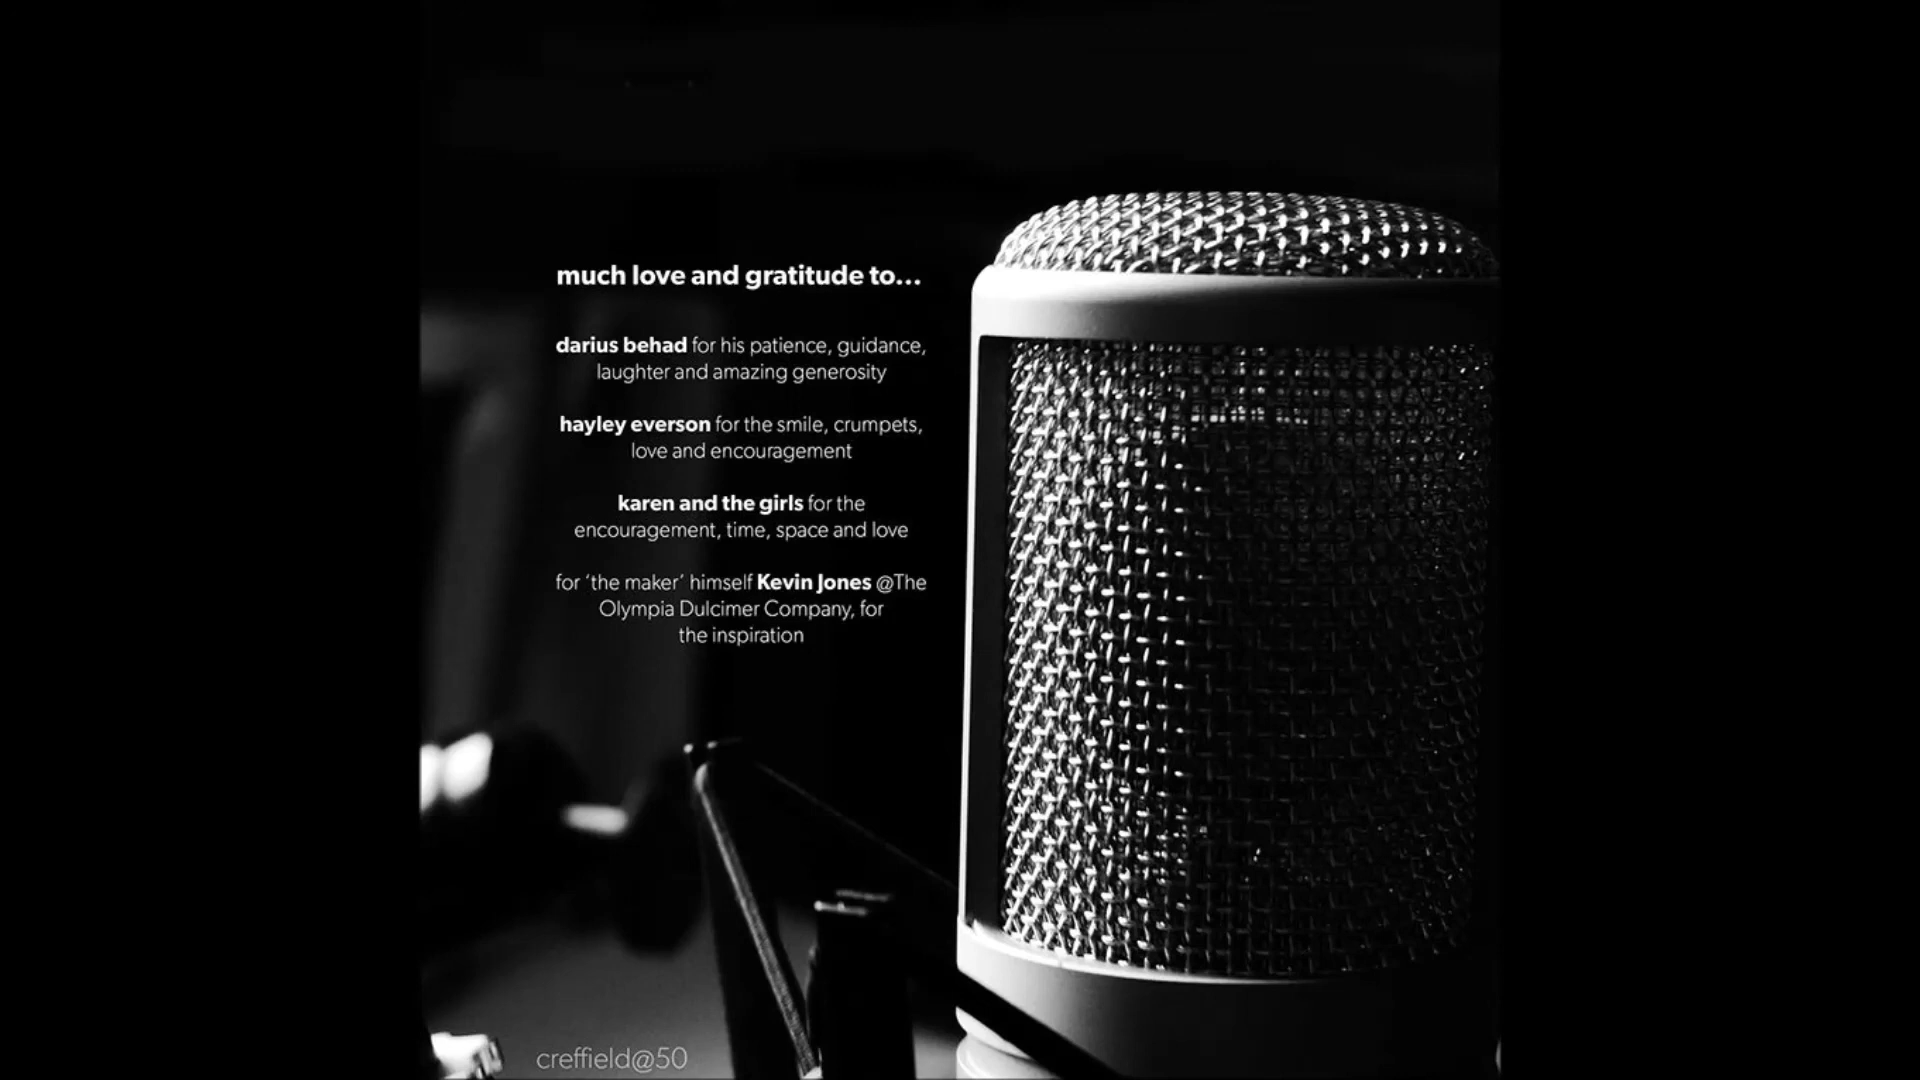 much love and gratitude to...
darius behad for his patience, guidance,
laughter and amazing generosity
hayley everson for the smile, crumpets,
love and encouragement
karen and the girls for the
encouragement, time, space and love
for ‘the maker’ himself Kevin Jones @The
Olympia Dulcimer Company, for
the inspiration
creffield@50